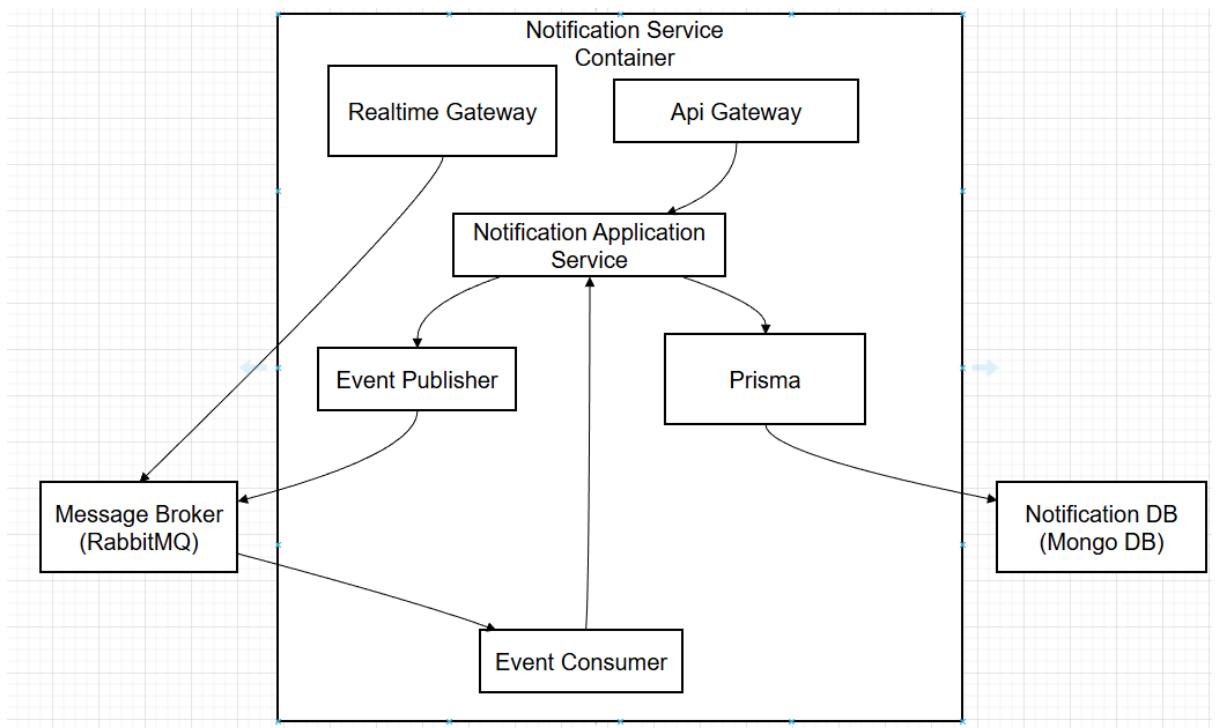 Notification Service
Container
Realtime Gateway
Api Gateway
Notification Application
Service
Event Publisher
Prisma
Message Broker
(RabbitMQ)
Notification DB
(Mongo DB)
Event Consumer